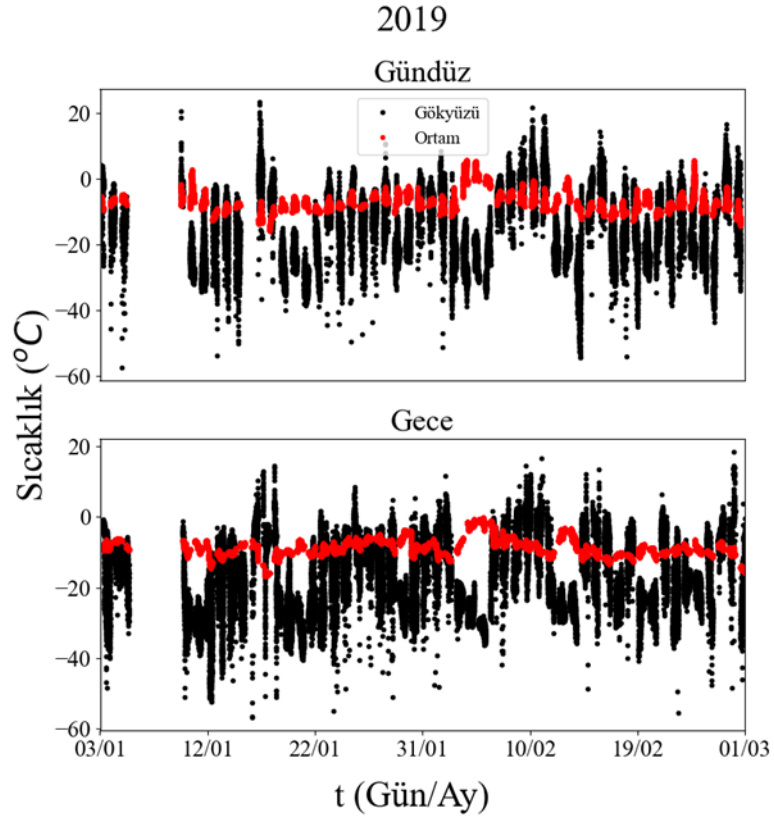 2019
Gündüz
Gökyüzü
Ortam
20
0
−20
−40
−60
Sıcaklık (°C)
Gece
20
0
−20
−40
−60
03/01 12/01 22/01 31/01 10/02 19/02 01/03
t (Gün/Ay)